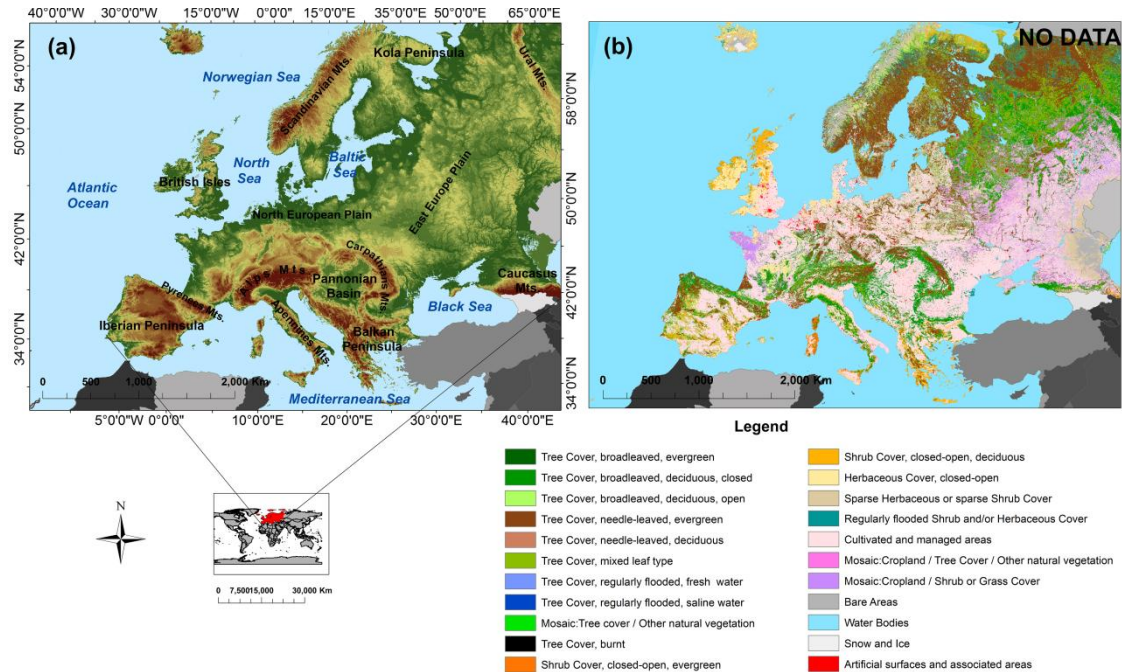 40°0'0"W 25°0'0"W 15°0'0"W 5°0'0"W 5°0'0"E 15°0'0"E 25°0'0"E 35°0'0"E 45°0'0"E 65°0'0"E
(a)
54°0'0"N
50°0'0"N
42°0'0"N
34°0'0"N
Kola Peninsula
Ural Mts.
Norwegian Sea
Scandinavian Mts.
North
Sea
Baltic
Sea
British Isles
Atlantic
Ocean
East Europe Plain
North European Plain
Carpathians Mts.
Alps Mts
Pannonian
Basin
Caucasus
Mts.
Pyrenees Mts.
Black Sea
Iberian Peninsula
Apennines Mts.
Balkan
Peninsula
0 500 1,000 2,000 Km
Mediterranean Sea
5°0'0"W 0°0'0" 10°0'0"E 20°0'0"E 30°0'0"E 40°0'0"E
(b)
NO DATA
58°0'0"N
50°0'0"N
42°0'0"N
34°0'0"N
0 500 1,000 2,000 Km
N
0 7,500 15,000 30,000 Km
Legend
Tree Cover, broadleaved, evergreen
Tree Cover, broadleaved, deciduous, closed
Tree Cover, broadleaved, deciduous, open
Tree Cover, needle-leaved, evergreen
Tree Cover, needle-leaved, deciduous
Tree Cover, mixed leaf type
Tree Cover, regularly flooded, fresh water
Tree Cover, regularly flooded, saline water
Mosaic:Tree cover / Other natural vegetation
Tree Cover, burnt
Shrub Cover, closed-open, evergreen
Shrub Cover, closed-open, deciduous
Herbaceous Cover, closed-open
Sparse Herbaceous or sparse Shrub Cover
Regularly flooded Shrub and/or Herbaceous Cover
Cultivated and managed areas
Mosaic:Cropland / Tree Cover / Other natural vegetation
Mosaic:Cropland / Shrub or Grass Cover
Bare Areas
Water Bodies
Snow and Ice
Artificial surfaces and associated areas